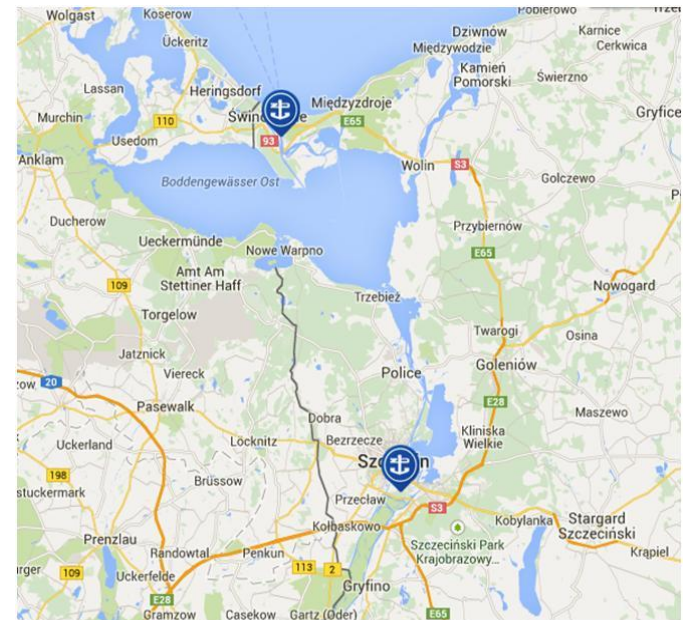 Wolgast
Koserow
Dziwnów
Karnice
Cerkwica
Ückeritz
Międzywodzie
Kamień
Pomorski
Świerzno
Lassan
Heringsdorf
Międzyzdroje
Gryfice
Murchin
110
E65
93
Usedom
Anklam
Wolin
S3
Boddengewässer Ost
Golczewo
Ducherow
Przybiernów
Ueckermünde
Nowe Warpno
E65
Amt Am
Stettiner Haff
109
Nowogard
Trzebież
Torgelow
Twarogi
Osina
Jatznick
Goleniów
Viereck
Police
20
E28
Pasewalk
Maszewo
Dobra
Kliniska
Wielkie
Uckerland
Locknitz
Bezrzecze
198
Brüssow
Przecław
S3
Kołbaskowo
Kobylanka
Stargard
Szczeciński
Prenzlau
Szczeciński Park
Krajobrazowy...
Krąpiel
Randowtal
Penkun
109
Uckerfelde
113
2
Gryfino
E28
Gramzow
Casekow
Gartz (Oder)
E65